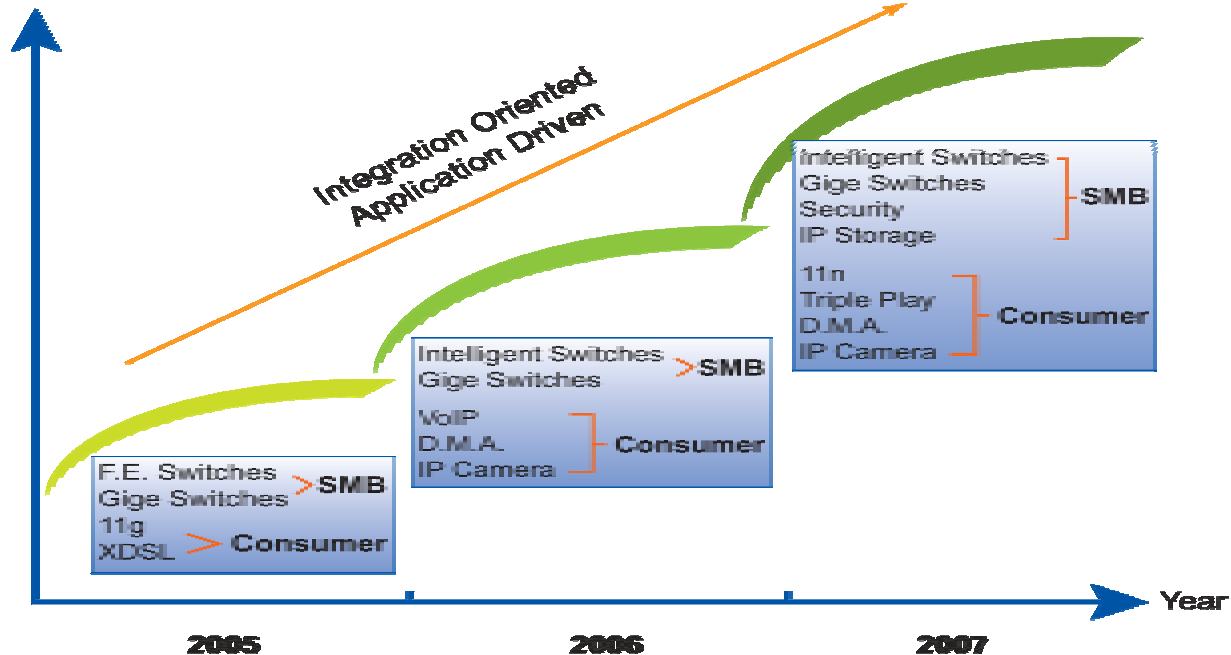 Integration Oriented
Application Driven
Intelligent Switches
Gige Switches
Security
IP Storage
SMB
11n
Triple Play
D.M.A.
IP Camera
Consumer
Intelligent Switches
Gige Switches
SMB
VoIP
D.M.A.
IP Camera
Consumer
F.E. Switches
Gige Switches
SMB
11g
XDSL
Consumer
Year
2005
2006
2007